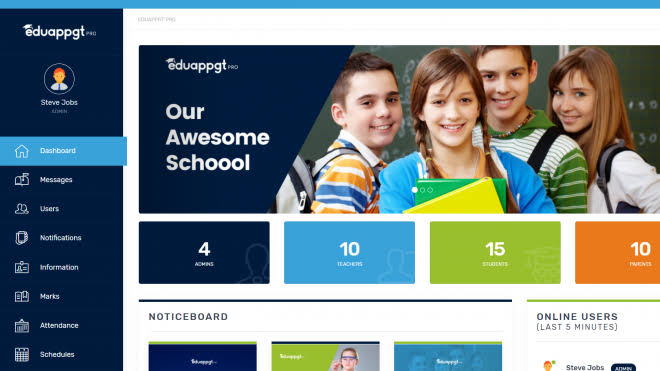 eduappgt PRO
EDUAPPGT PRO
Steve Jobs
ADMIN
Dashboard
Messages
Users
Notifications
Information
Marks
Attendance
Schedules
eduappgt PRO
Our
Awesome
Schoool
4
ADMINS
10
TEACHERS
15
STUDENTS
10
PARENTS
NOTICEBOARD
eduappgt
eduappgt
eduappgt
ONLINE USERS
(LAST 5 MINUTES)
Steve Jobs
ADMIN